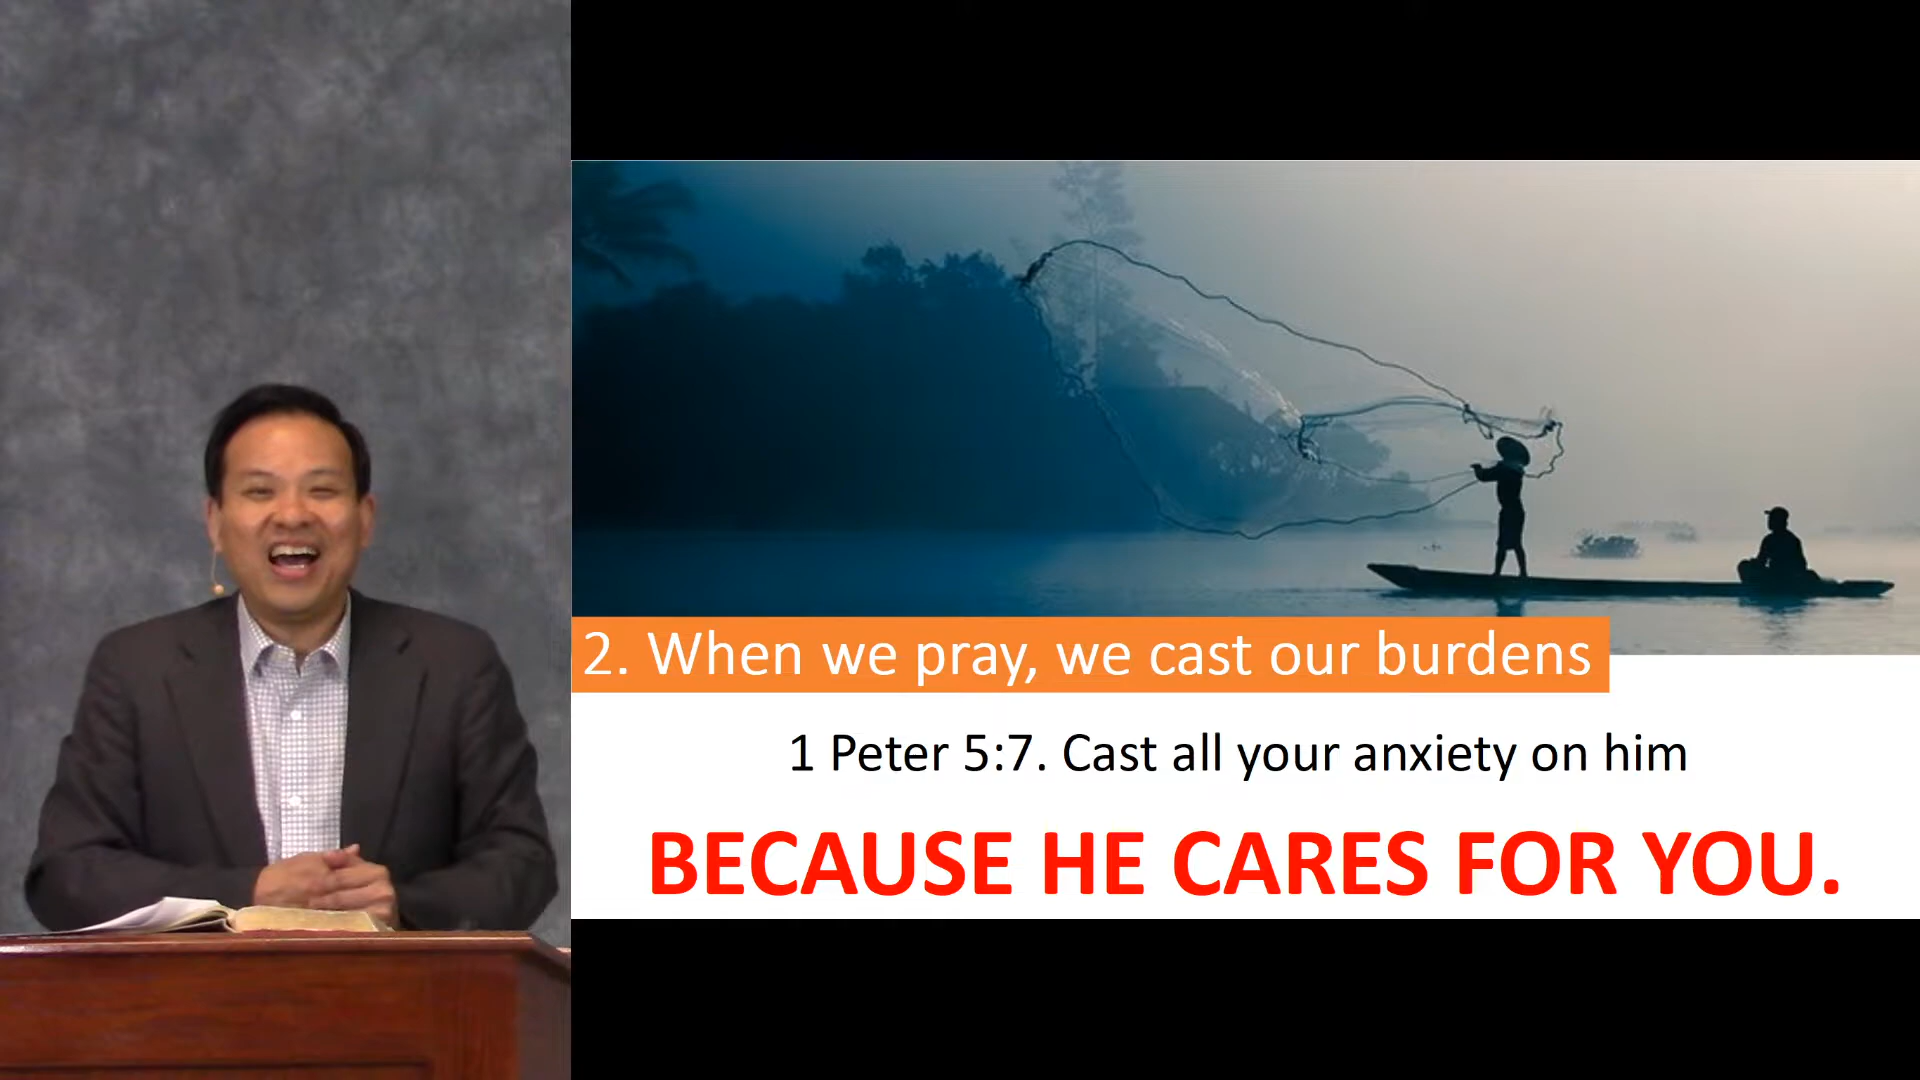 2. When we pray, we cast our burdens
1 Peter 5:7. Cast all your anxiety on him
BECAUSE HE CARES FOR YOU.